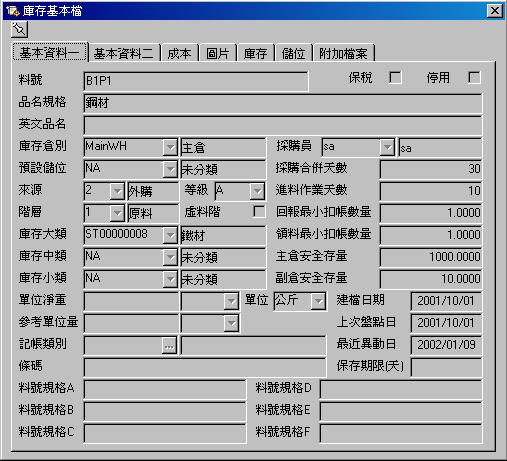 庫存基本檔
基本資料一 基本資料二 成本 圖片 庫存 儲位 附加檔案
料號 B1P1 保稅 停用
品名規格 鋼材
英文品名
庫存倉別 MainWH 主倉 採購員 sa sa
預設儲位 NA 未分類 採購合併天數 30
來源 2 外購 等級 A 進料作業天數 10
階層 1 原料 虛料階 回報最小扣帳數量 1.0000
庫存大類 ST00000008 鐵材 領料最小扣帳數量 1.0000
庫存中類 NA 未分類 主倉安全存量 1000.0000
庫存小類 NA 未分類 副倉安全存量 10.0000
單位淨重 單位 公斤 建檔日期 2001/10/01
參考單位量 上次盤點日 2001/10/01
記帳類別 ... 最近異動日 2002/01/09
條碼 保存期限(天)
料號規格A 料號規格D
料號規格B 料號規格E
料號規格C 料號規格F